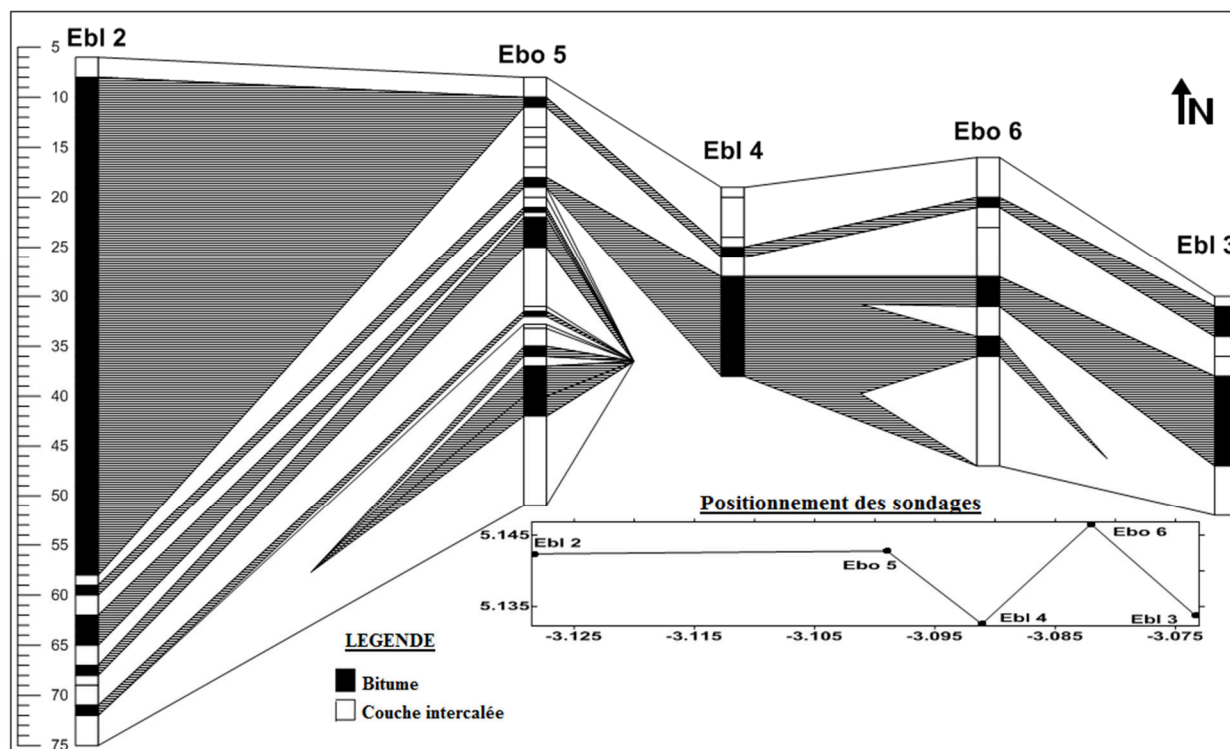 Ebl 2
Ebo 5
Ebl 4
Ebo 6
Ebl 3
N
5
10
15
20
25
30
35
40
45
50
55
60
65
70
75
Positionnement des sondages
5.145
5.135
Ebl 2
Ebo 5
Ebl 4
Ebo 6
Ebl 3
-3.125
-3.115
-3.105
-3.095
-3.085
-3.075
LEGENDE
Bitume
Couche intercalée